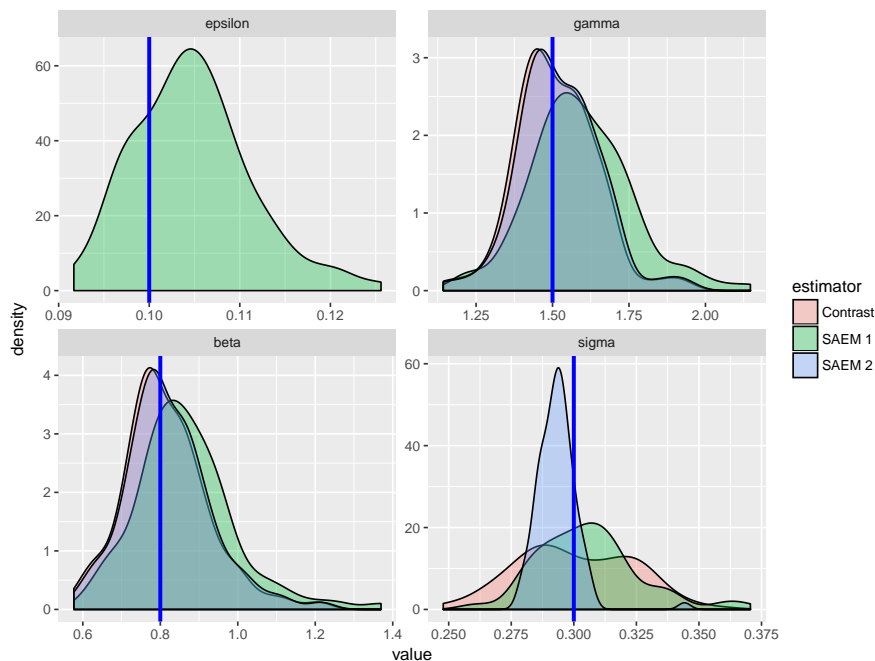 epsilon
gamma
60
40
20
0
3
2
1
0
0.09 0.10 0.11 0.12
1.25 1.50 1.75 2.00
beta
sigma
4
3
2
1
0
60
40
20
0
0.6 0.8 1.0 1.2 1.4
0.250 0.275 0.300 0.325 0.350 0.375
density
value
estimator
Contrast
SAEM 1
SAEM 2